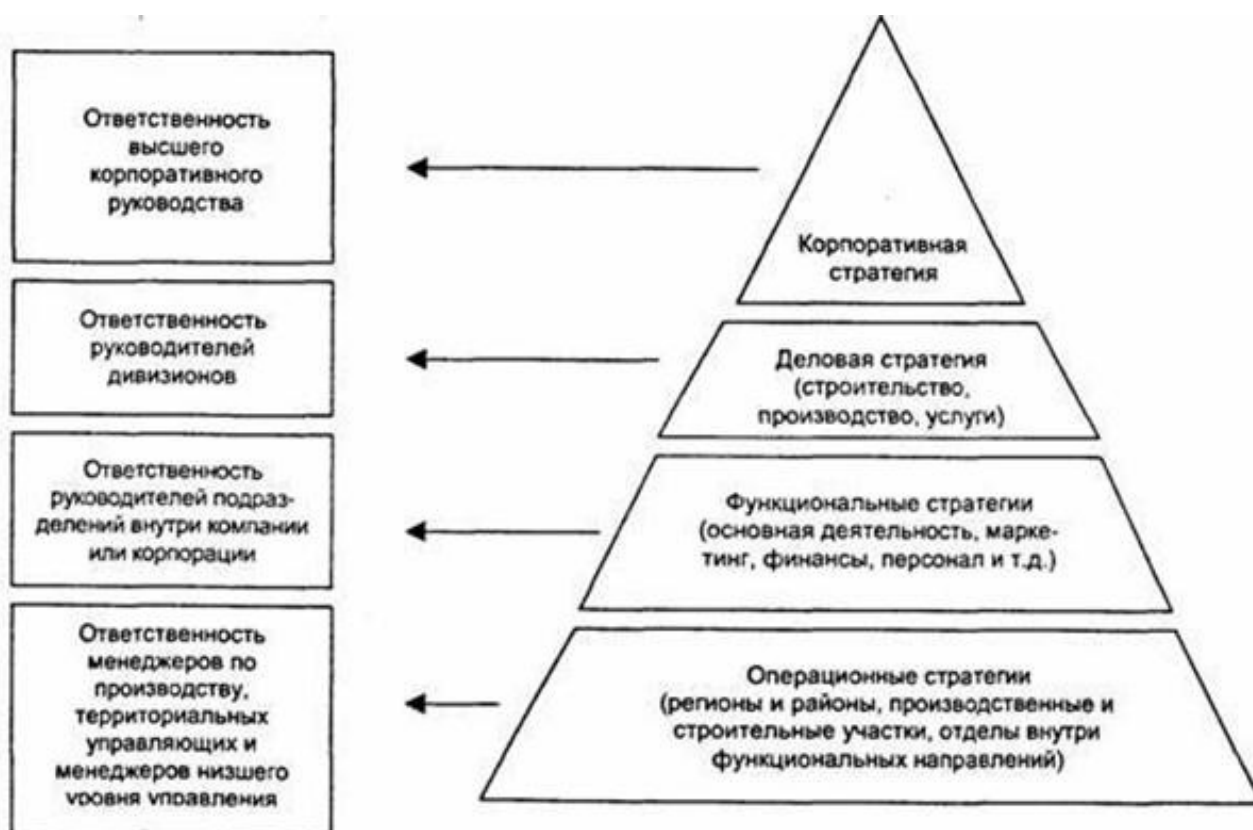 Ответственность
высшего
корпоративного
руководства
Корпоративная
стратегия
Ответственность
руководителей
дивизионов
Деловая стратегия
(строительство,
производство, услуги)
Ответственность
руководителей подраз-
делений внутри компании
или корпорации
Функциональные стратегии
(основная деятельность, марке-
тинг, финансы, персонал и т.д.)
Ответственность
менеджеров по
производству,
территориальных
управляющих и
менеджеров низшего
уровня управления
Операционные стратегии
(регионы и районы, производственные и
строительные участки, отделы внутри
функциональных направлений)